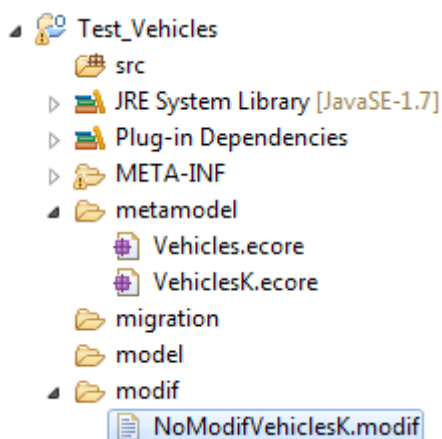 Test_Vehicles
src
JRE System Library [JavaSE-1.7]
Plug-in Dependencies
META-INF
metamodel
Vehicles.ecore
VehiclesK.ecore
migration
model
modif
NoModifVehiclesK.modif